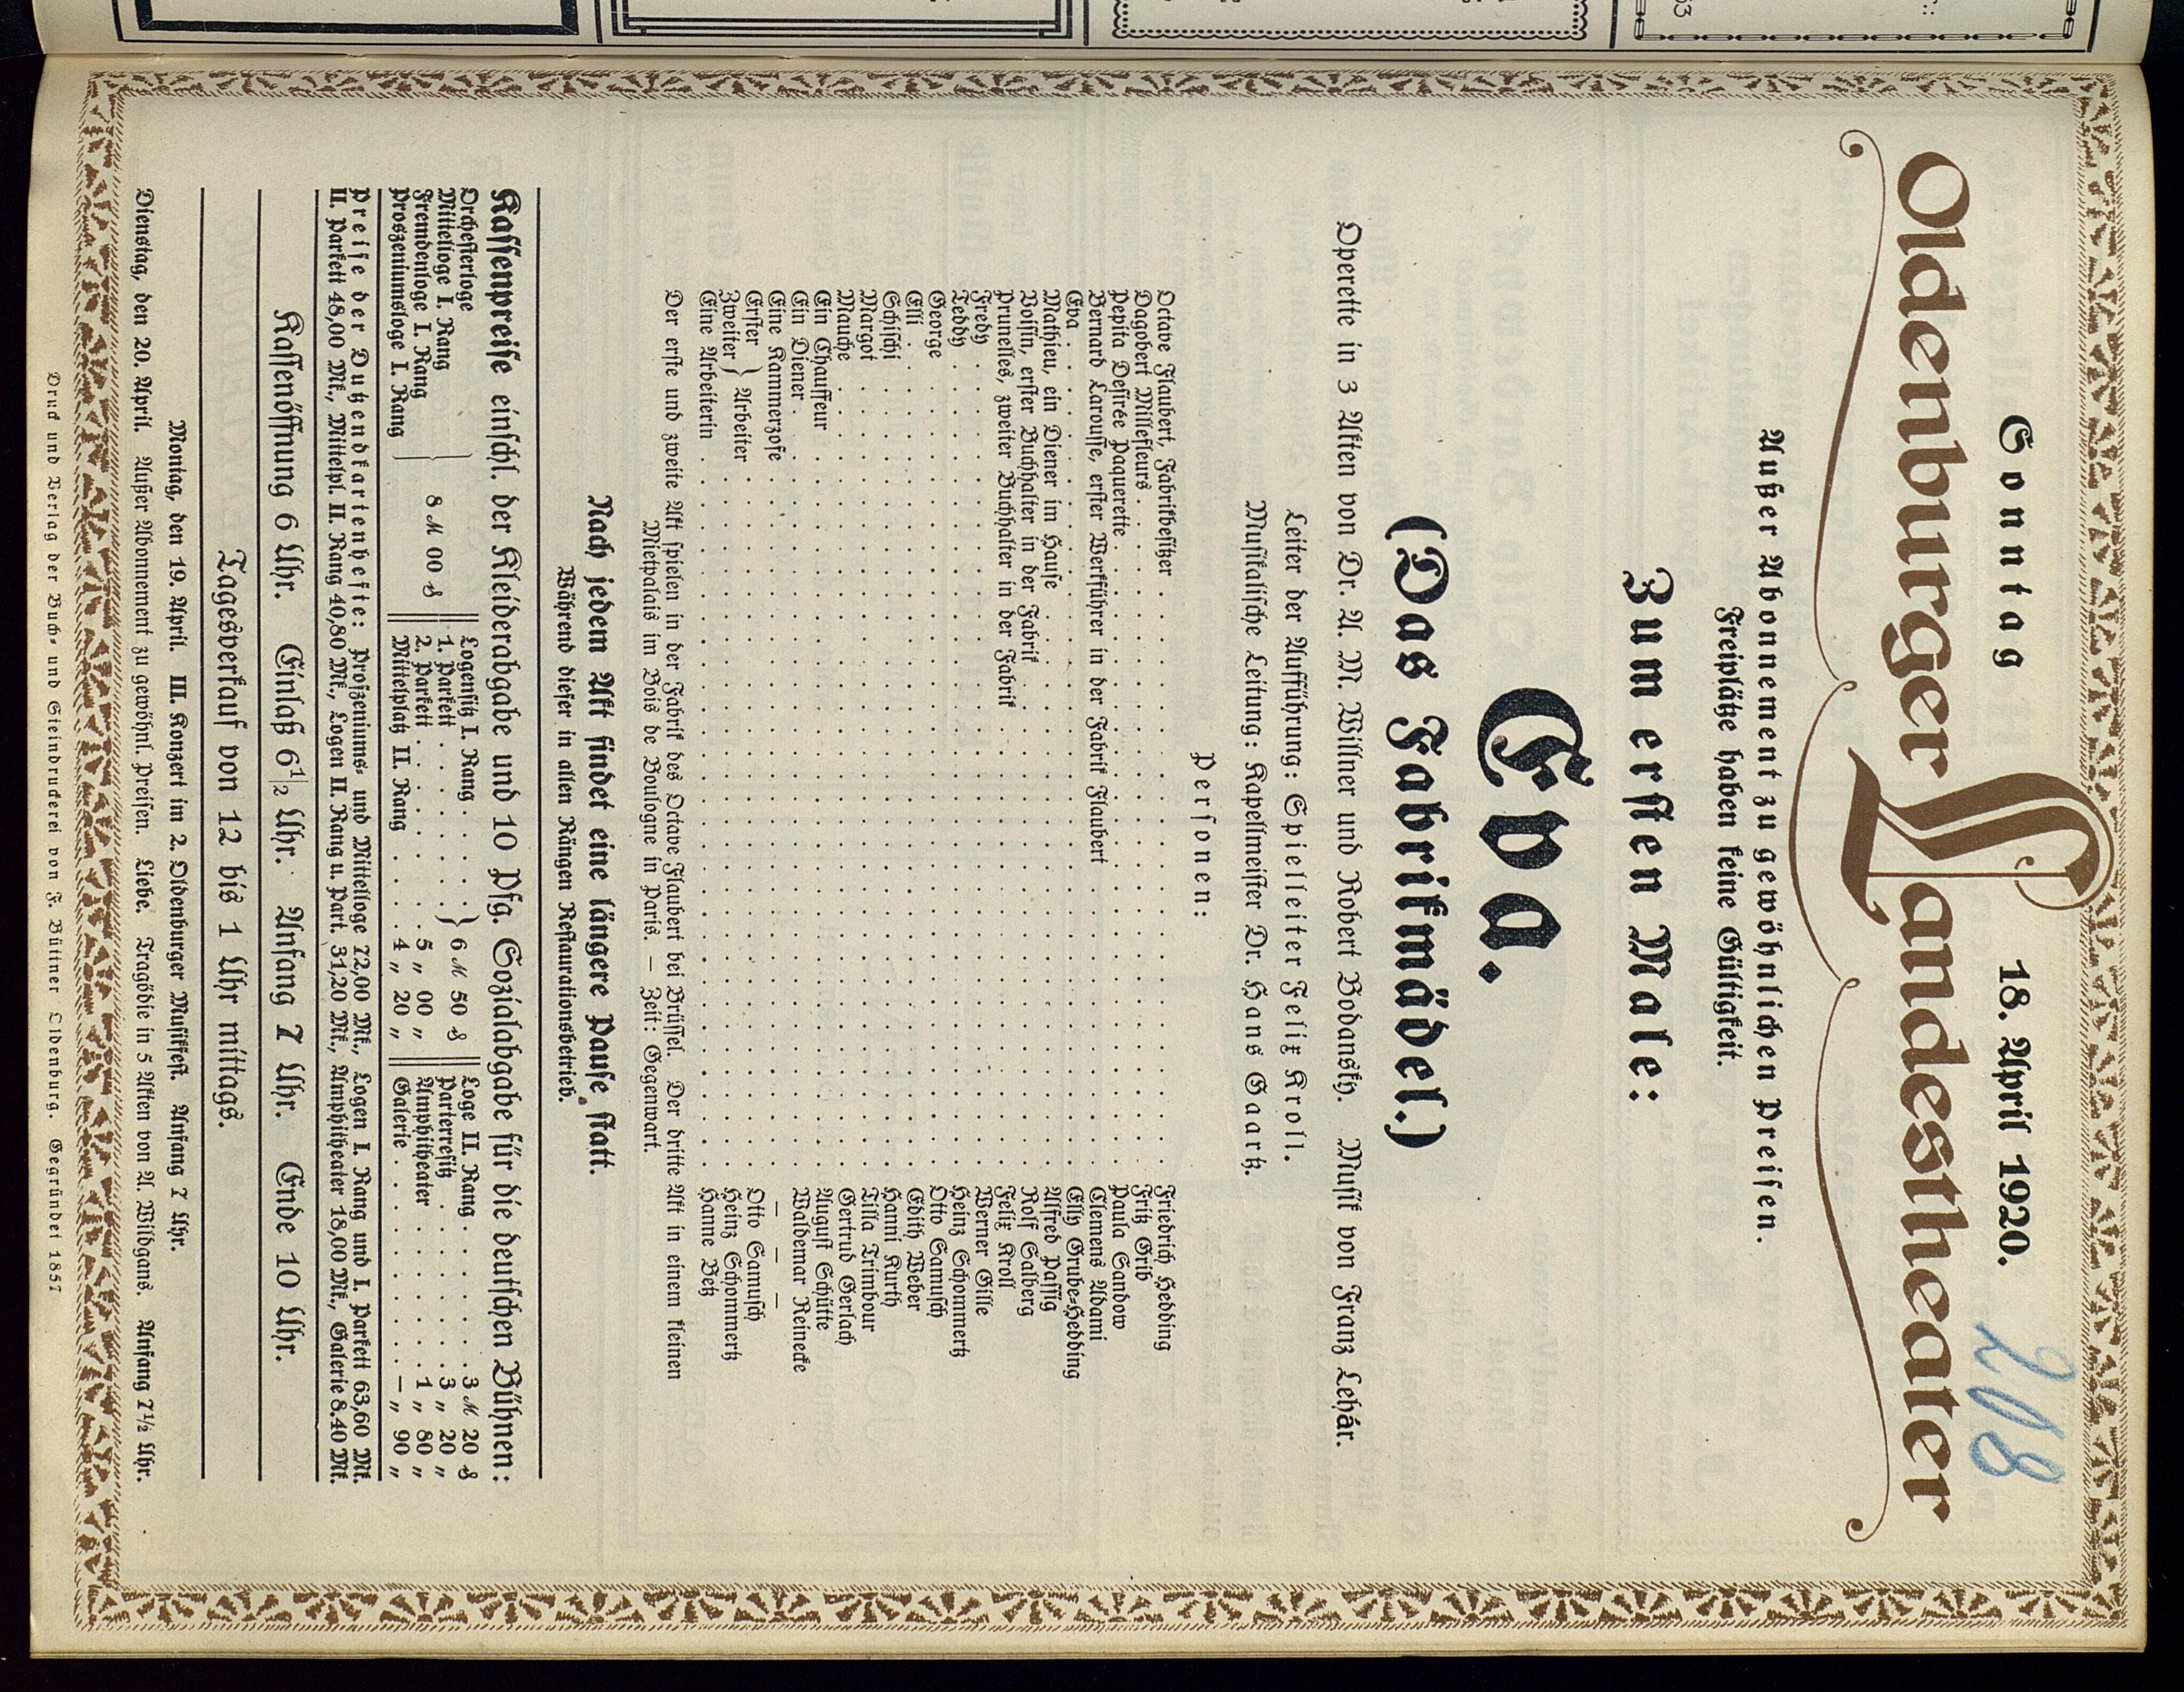 Sonntag 18. April 1920. 208
Oldenburger Landestheater
Außer Abonnement zu gewöhnlichen Preisen.
Freiplätze haben keine Gültigkeit.
Zum ersten Male:
Eva.
(Das Fabrikmädel.)
Operette in 3 Akten von Dr. A. M. Willner und Robert Bodansky. Musik von Franz Lehár.
Leiter der Aufführung: Spielleiter Felix Kroll.
Musikalische Leitung: Kapellmeister Dr. Hans Gaartz.
Personen:
Octave Flaubert, Fabrikbesitzer . . . Friedrich Hedding
Dagobert Millefleurs . . . Fritz Grib
Pepita Desirée Paquerette . . . Paula Sandow
Bernard Larousse, erster Werkführer in der Fabrik Flaubert . . . Clemens Adami
Eva . . . Elly Grube-Hedding
Mathieu, ein Diener im Hause . . . Alfred Passig
Voisin, erster Buchhalter in der Fabrik . . . Rolf Salberg
Prunelles, zweiter Buchhalter in der Fabrik . . . Felix Kroll
Fredy . . . Werner Gille
Teddy . . . Heinz Schommertz
George . . . Otto Samusch
Elli . . . Edith Weber
Schischi . . . Hanni Kurth
Margot . . . Tilla Trimbour
Mauche . . . Gertrud Gerlach
Ein Chauffeur . . . August Schütte
Ein Diener . . . Waldemar Reinecke
Eine Kammerzofe . . . — — —
Erster } Arbeiter . . . Otto Samusch
Zweiter } . . . Heinz Schommertz
Eine Arbeiterin . . . Hanne Betz
Der erste und zweite Akt spielen in der Fabrik des Octave Flaubert bei Brüssel. Der dritte Akt in einem kleinen
Mietpalais im Bois de Boulogne in Paris. — Zeit: Gegenwart.
Nach jedem Akt findet eine längere Pause statt.
Während dieser in allen Rängen Restaurationsbetrieb.
Kassenpreise einschl. der Kleiderabgabe und 10 Pfg. Sozialabgabe für die deutschen Bühnen:
Orchesterloge } Logensitz I. Rang . . . } Loge II. Rang . . . 3 M 20 ₰
Mittelloge I. Rang 8 M 00 ₰ 1. Parkett . . . 6 M 50 ₰ Parterresitz . . . 3 „ 20 „
Fremdenloge I. Rang 2. Parkett . . . 5 „ 00 „ Amphitheater . . . 1 „ 80 „
Proszeniumsloge I. Rang Mittelplatz II. Rang . . . 4 „ 20 „ Galerie . . . — „ 90 „
Preise der Dutzendkartenhefte: Proszeniums- und Mittelloge 72,00 Mk., Logen I. Rang und I. Parkett 63,60 Mk.
II. Parkett 48,00 Mk., Mittelpl. II. Rang 40,80 Mk., Logen II. Rang u. Part. 31,20 Mk., Amphitheater 18,00 Mk., Galerie 8.40 Mk.
Kassenöffnung 6 Uhr. Einlaß 6 1/2 Uhr. Anfang 7 Uhr. Ende 10 Uhr.
Tagesverkauf von 12 bis 1 Uhr mittags.
Montag, den 19. April. III. Konzert im 2. Oldenburger Musikfest. Anfang 7 Uhr.
Dienstag, den 20. April. Außer Abonnement zu gewöhnl. Preisen. Liebe. Tragödie in 5 Akten von A. Wildgans. Anfang 7 1/2 Uhr.
Druck und Verlag der Buch- und Steindruckerei von F. Büttner Oldenburg. Gegründet 1857